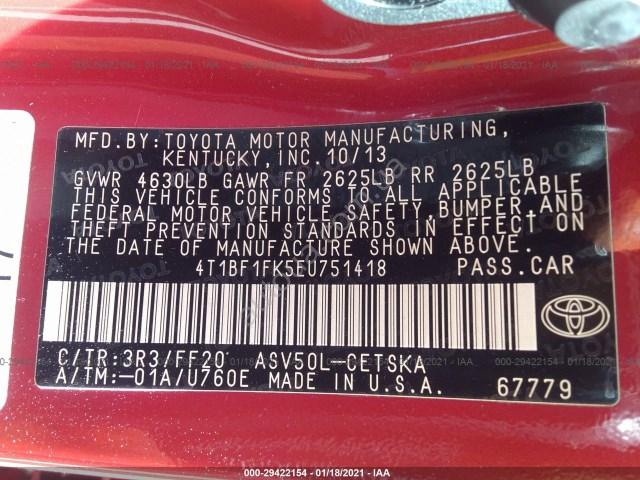 MFD.BY:TOYOTA MOTOR MANUFACTURING,
KENTUCKY, INC. 10/13
GVWR 4630LB GAWR FR 2625LB RR 2625LB
THIS VEHICLE CONFORMS TO ALL APPLICABLE
FEDERAL MOTOR VEHICLE SAFETY,BUMPER,AND
THEFT PREVENTION STANDARDS IN EFFECT ON
THE DATE OF MANUFACTURE SHOWN ABOVE.
4T1BF1FK5EU751418 PASS.CAR
C/TR:3R3/FF20 ASV50L-CETSKA
A/TM:-01A/U760E MADE IN U.S.A. 67779
TOYOTA
000-29422154 - 01/18/2021 - IAA